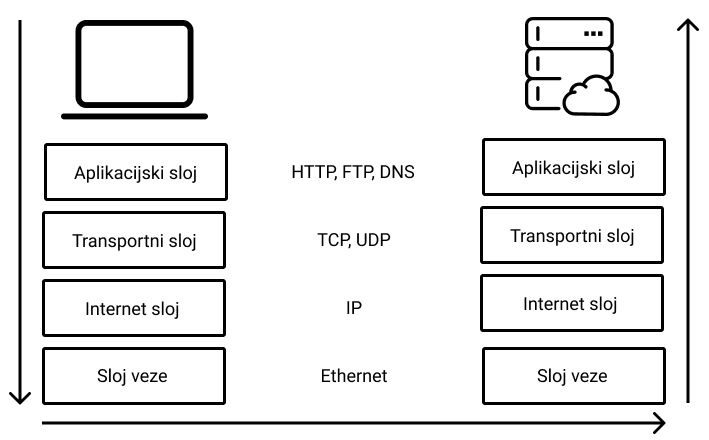 Aplikacijski sloj
HTTP, FTP, DNS
Aplikacijski sloj
Transportni sloj
TCP, UDP
Transportni sloj
Internet sloj
IP
Internet sloj
Sloj veze
Ethernet
Sloj veze